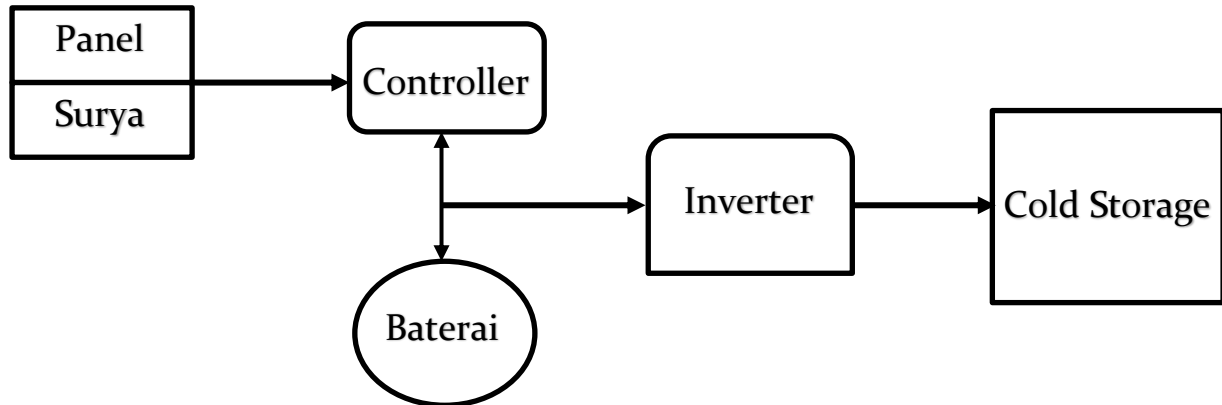 Panel
Surya
Controller
Inverter
Cold Storage
Baterai